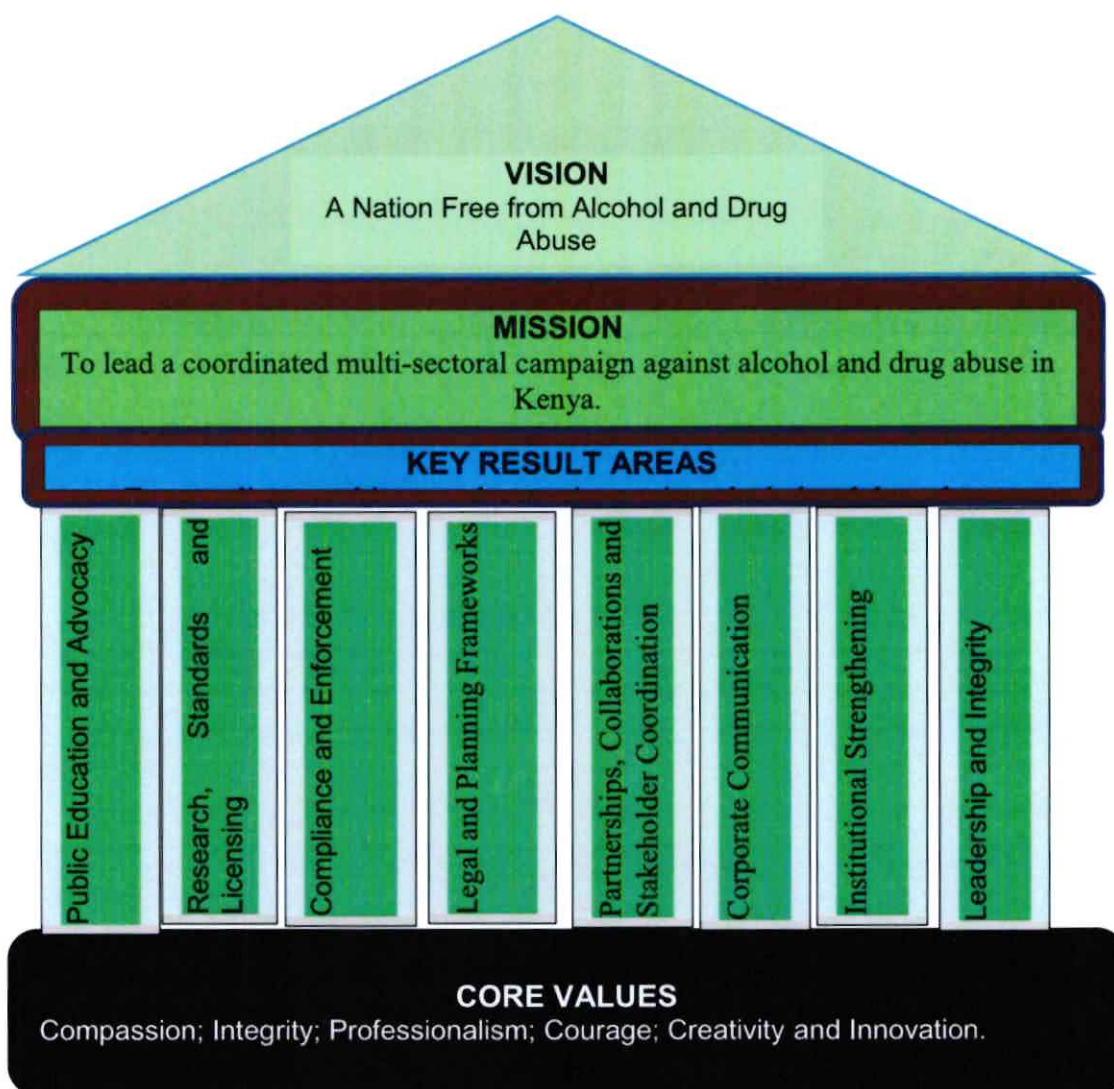 VISION
A Nation Free from Alcohol and Drug
Abuse
MISSION
To lead a coordinated multi-sectoral campaign against alcohol and drug abuse in
Kenya.
KEY RESULT AREAS
Public Education and Advocacy
Research, Standards and
Licensing
Compliance and Enforcement
Legal and Planning Frameworks
Partnerships, Collaborations and
Stakeholder Coordination
Corporate Communication
Institutional Strengthening
Leadership and Integrity
CORE VALUES
Compassion; Integrity; Professionalism; Courage; Creativity and Innovation.